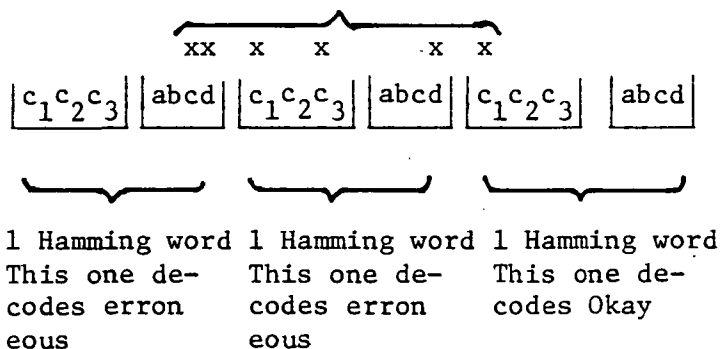 xx x x x x
c1c2c3 abcd c1c2c3 abcd c1c2c3 abcd
1 Hamming word 1 Hamming word 1 Hamming word
This one de- This one de- This one de-
codes erron codes erron codes Okay
eous eous